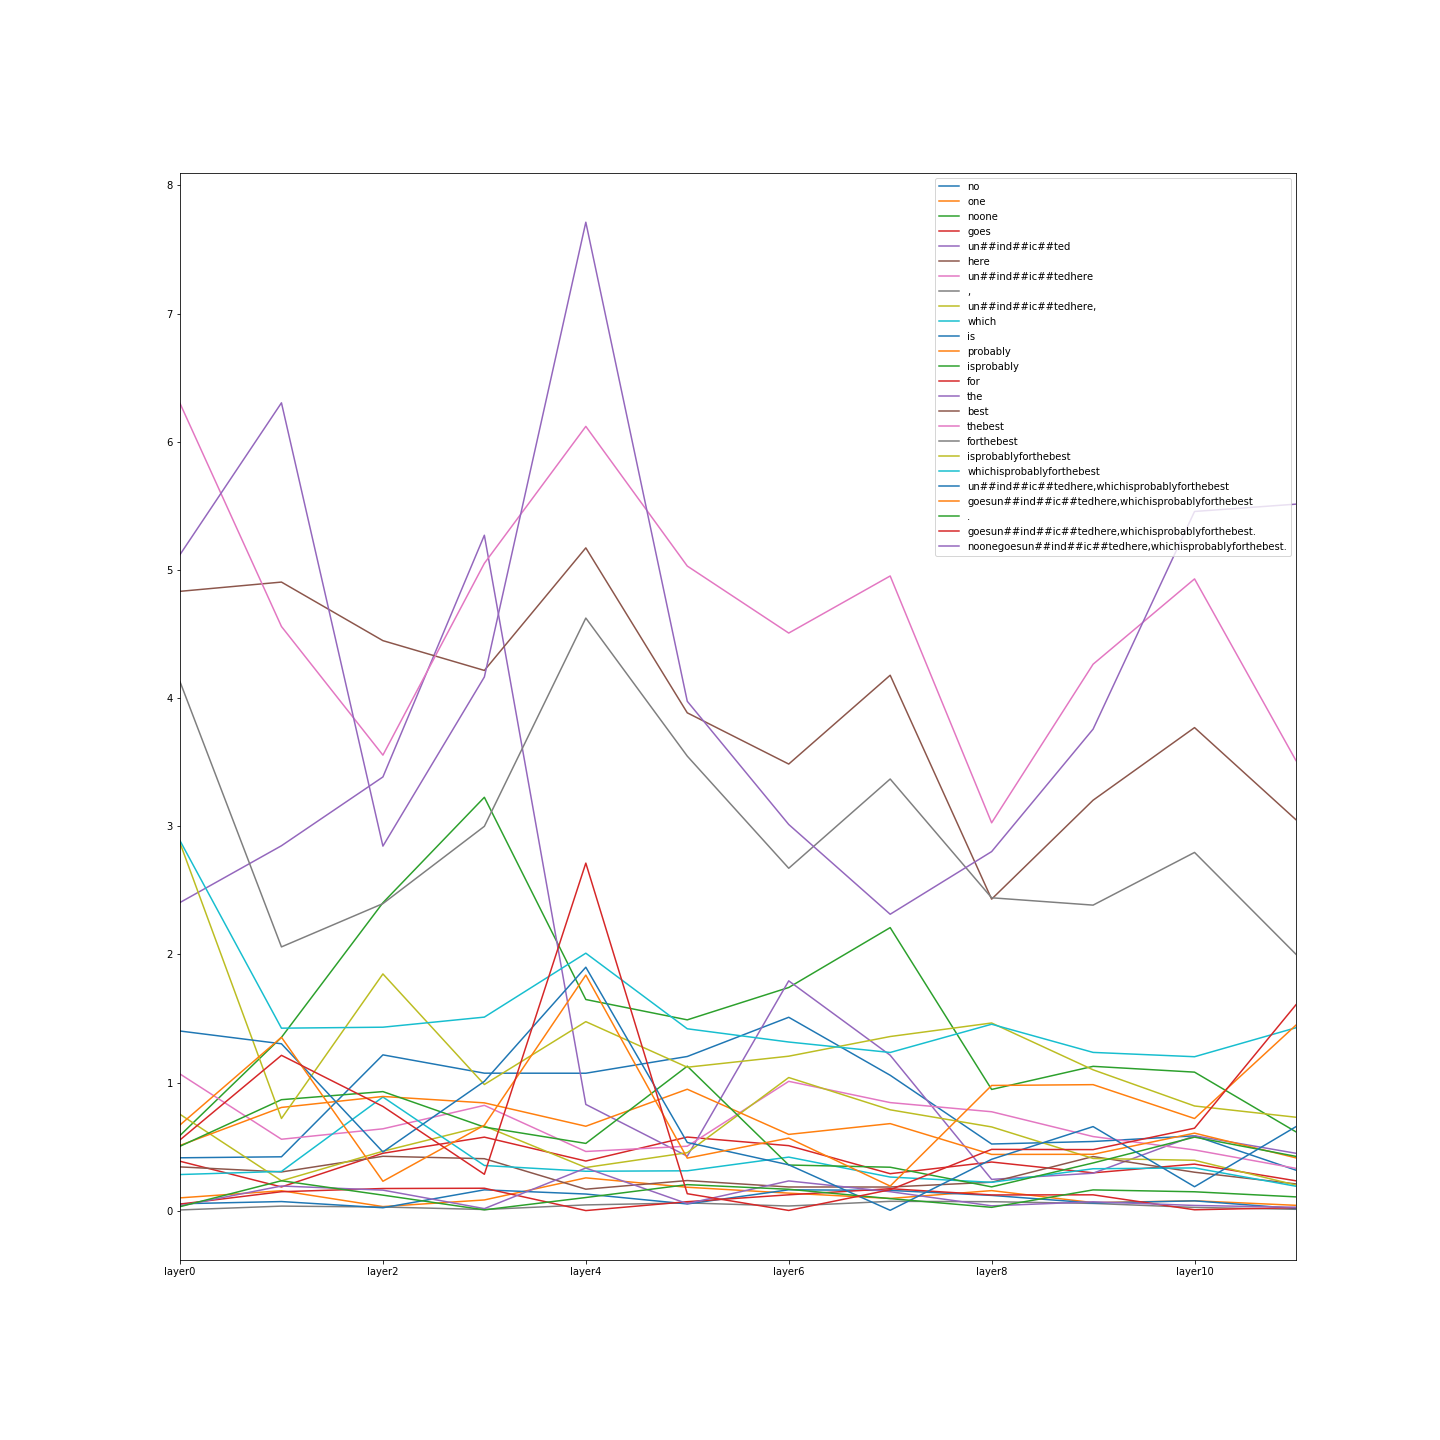 8
7
6
5
4
3
2
1
0
layer0 layer2 layer4 layer6 layer8 layer10
no
one
noone
goes
un##ind##ic##ted
here
un##ind##ic##tedhere
,
un##ind##ic##tedhere,
which
is
probably
isprobably
for
the
best
thebest
forthebest
isprobablyforthebest
whichisprobablyforthebest
un##ind##ic##tedhere,whichisprobablyforthebest
goesun##ind##ic##tedhere,whichisprobablyforthebest
.
goesun##ind##ic##tedhere,whichisprobablyforthebest.
noonegoesun##ind##ic##tedhere,whichisprobablyforthebest.